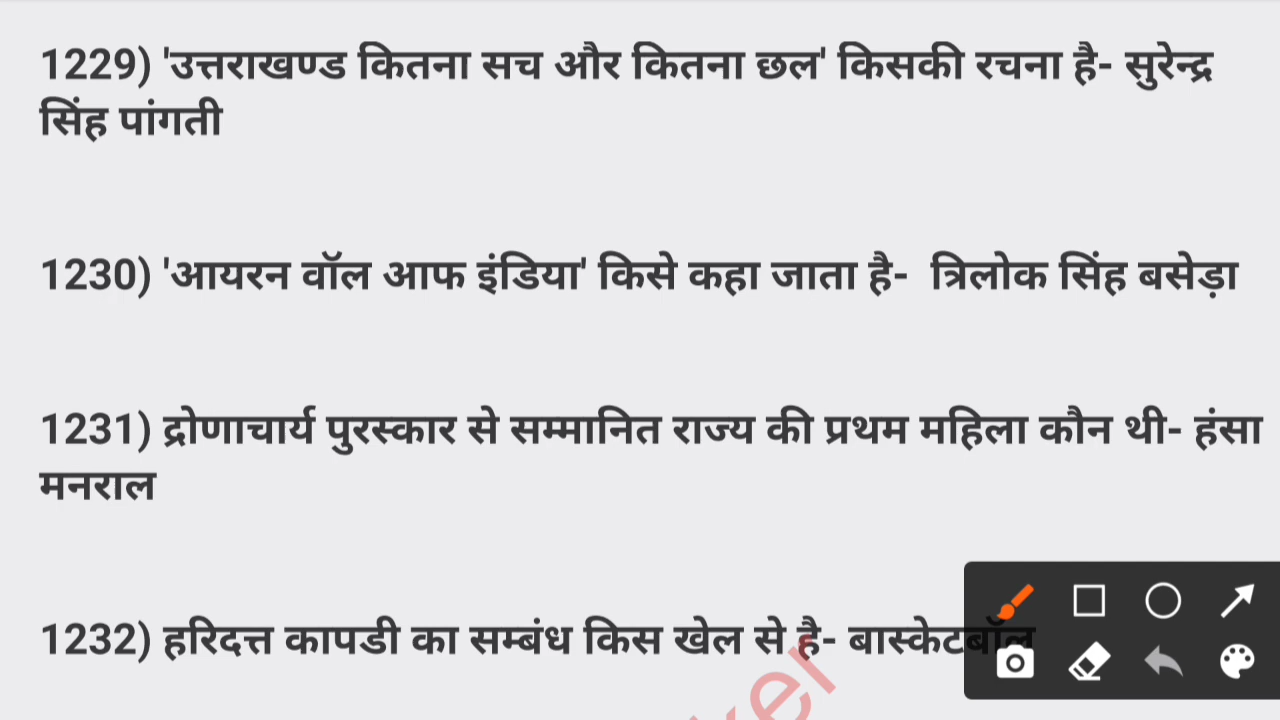 1229) 'उत्तराखण्ड कितना सच और कितना छल' किसकी रचना है- सुरेन्द्र
सिंह पांगती
1230) 'आयरन वॉल आफ इंडिया' किसे कहा जाता है- त्रिलोक सिंह बसेड़ा
1231) द्रोणाचार्य पुरस्कार से सम्मानित राज्य की प्रथम महिला कौन थी- हंसा
मनराल
1232) हरिदत्त कापडी का सम्बंध किस खेल से है- बास्केटबॉल